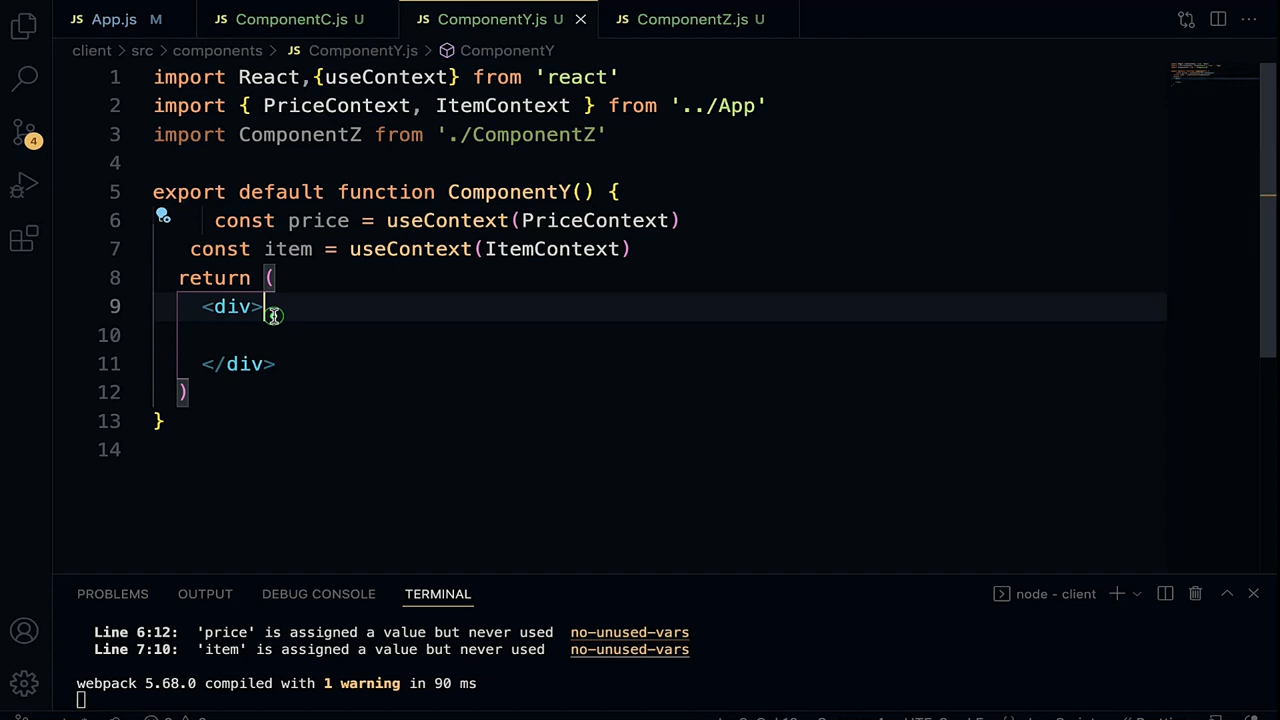 JS App.js M JS ComponentC.js U JS ComponentY.js U JS ComponentZ.js U
client > src > components > JS ComponentY.js > ComponentY
1 import React,{useContext} from 'react'
2 import { PriceContext, ItemContext } from '../App'
3 import ComponentZ from './ComponentZ'
4
5 export default function ComponentY() {
6 const price = useContext(PriceContext)
7 const item = useContext(ItemContext)
8 return (
9 <div>
10
11 </div>
12 )
13 }
14
4
PROBLEMS OUTPUT DEBUG CONSOLE TERMINAL node - client
Line 6:12: 'price' is assigned a value but never used no-unused-vars
Line 7:10: 'item' is assigned a value but never used no-unused-vars
webpack 5.68.0 compiled with 1 warning in 90 ms